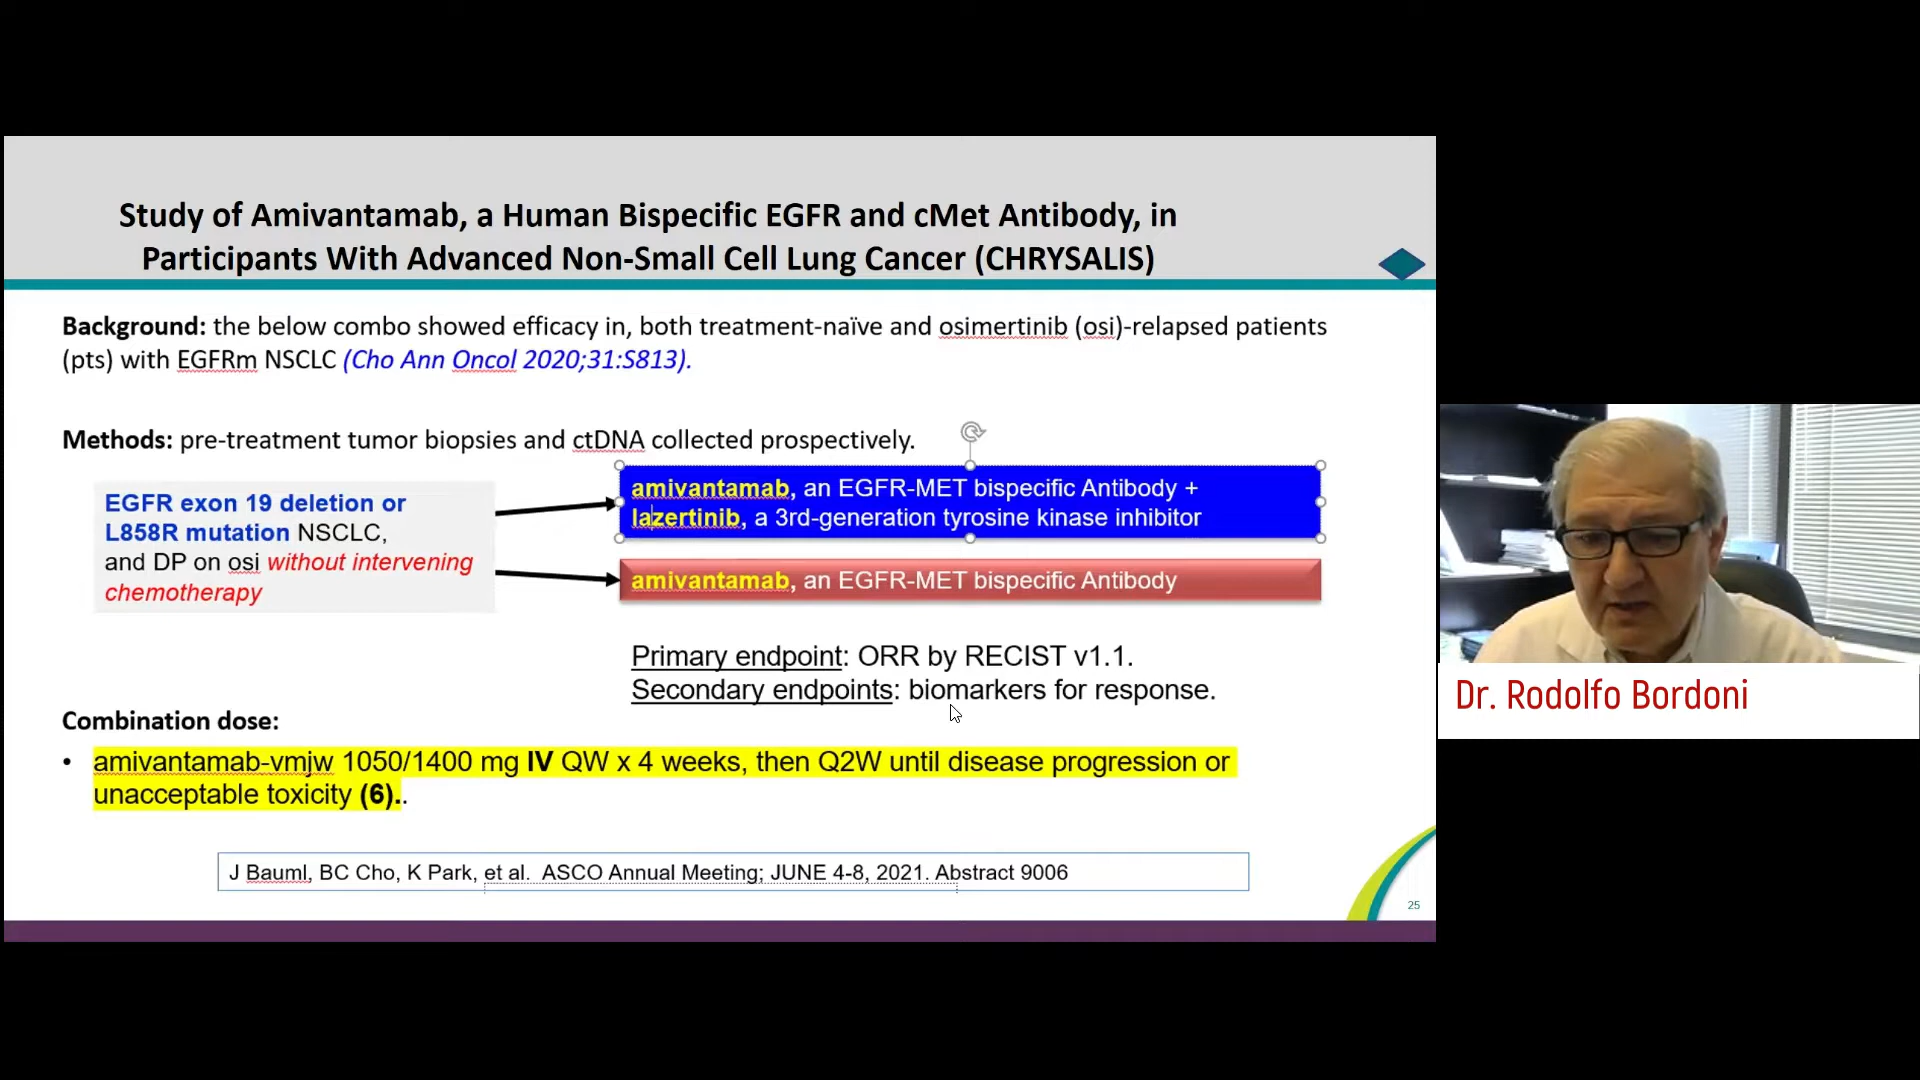 Study of Amivantamab, a Human Bispecific EGFR and cMet Antibody, in
Participants With Advanced Non-Small Cell Lung Cancer (CHRYSALIS)
Background: the below combo showed efficacy in, both treatment-naïve and osimertinib (osi)-relapsed patients
(pts) with EGFRm NSCLC (Cho Ann Oncol 2020;31:S813).
Methods: pre-treatment tumor biopsies and ctDNA collected prospectively.
EGFR exon 19 deletion or
L858R mutation NSCLC,
and DP on osi without intervening
chemotherapy
amivantamab, an EGFR-MET bispecific Antibody +
lazertinib, a 3rd-generation tyrosine kinase inhibitor
amivantamab, an EGFR-MET bispecific Antibody
Primary endpoint: ORR by RECIST v1.1.
Secondary endpoints: biomarkers for response.
Combination dose:
• amivantamab-vmjw 1050/1400 mg IV QW x 4 weeks, then Q2W until disease progression or
unacceptable toxicity (6)..
J Bauml, BC Cho, K Park, et al. ASCO Annual Meeting; JUNE 4-8, 2021. Abstract 9006
25
Dr. Rodolfo Bordoni